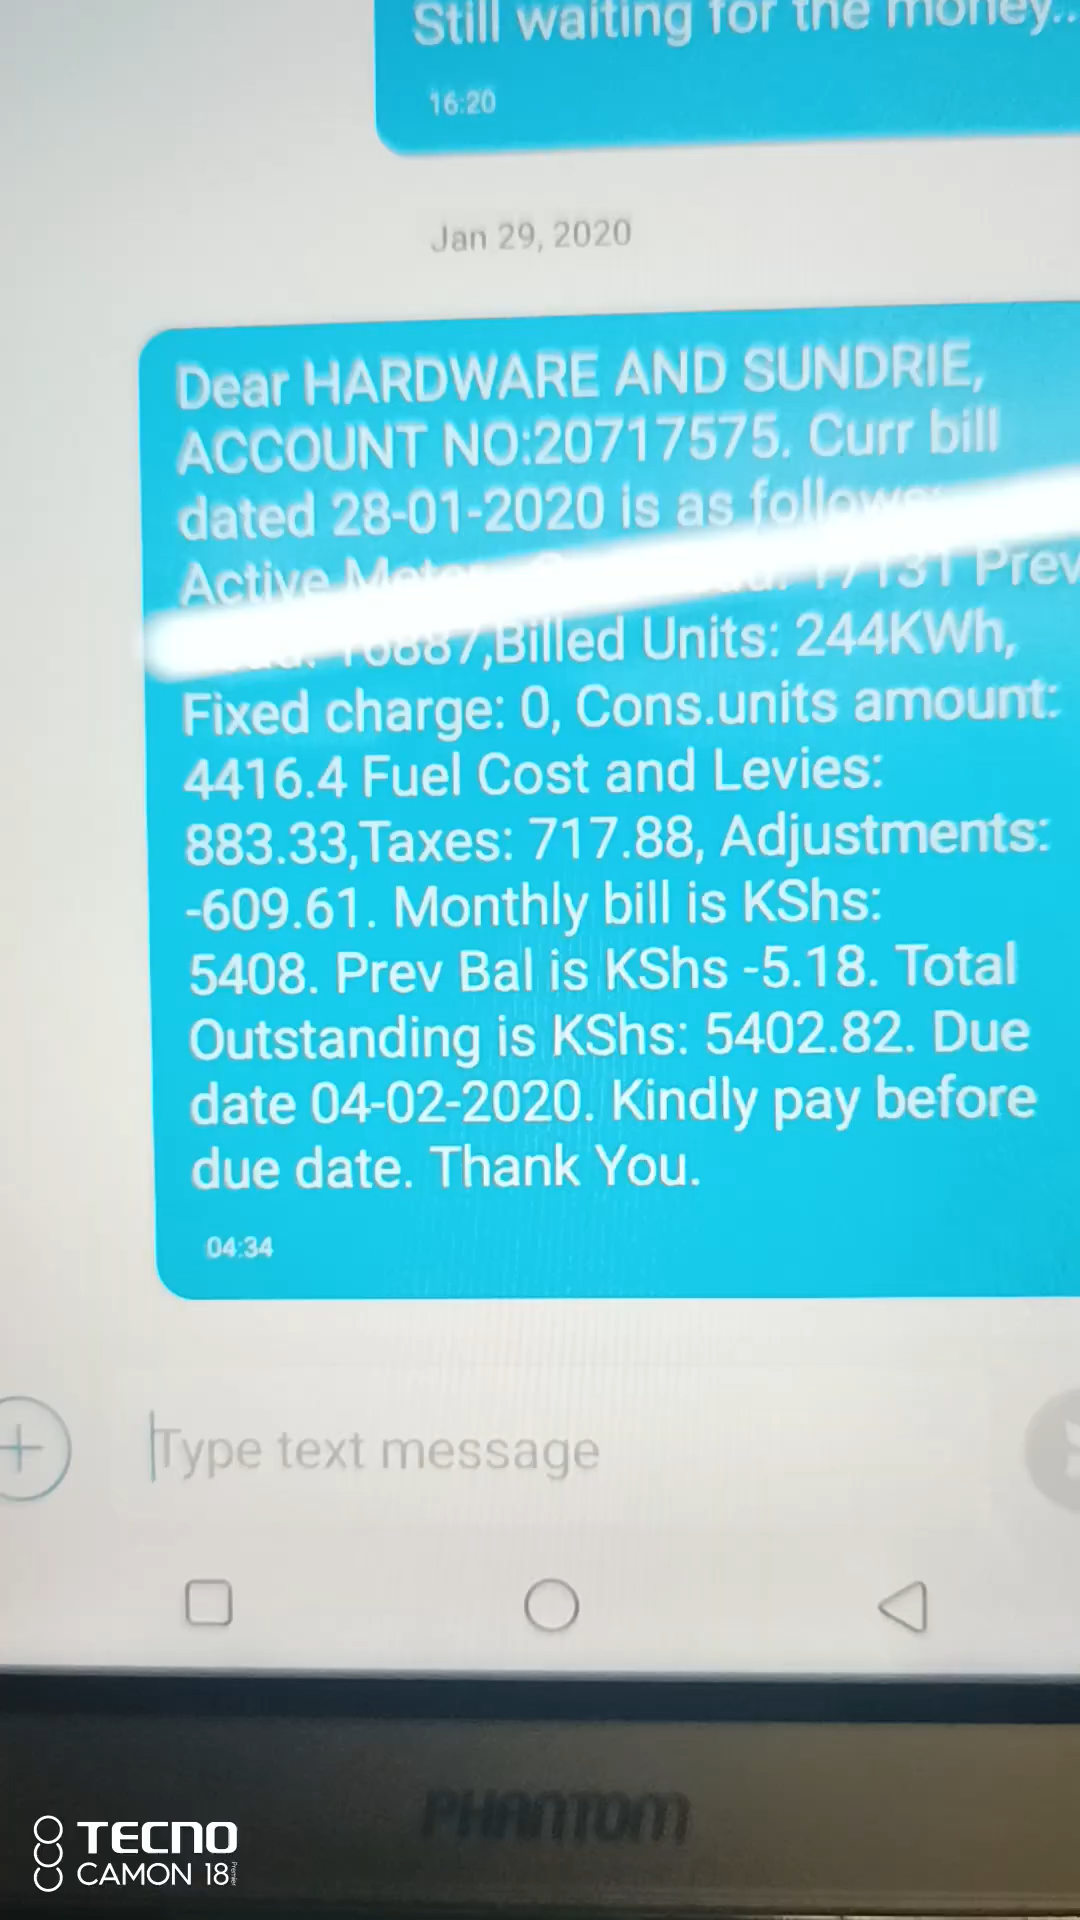 Still waiting for the money..
16:20
Jan 29, 2020
Dear HARDWARE AND SUNDRIE,
ACCOUNT NO:20717575. Curr bill
dated 28-01-2020 is as follows:
Active 17131 Prev
16887,Billed Units: 244KWh,
Fixed charge: 0, Cons.units amount:
4416.4 Fuel Cost and Levies:
883.33,Taxes: 717.88, Adjustments:
-609.61. Monthly bill is KShs:
5408. Prev Bal is KShs -5.18. Total
Outstanding is KShs: 5402.82. Due
date 04-02-2020. Kindly pay before
due date. Thank You.
04:34
Type text message
PHANTOM
TECNO
CAMON 18